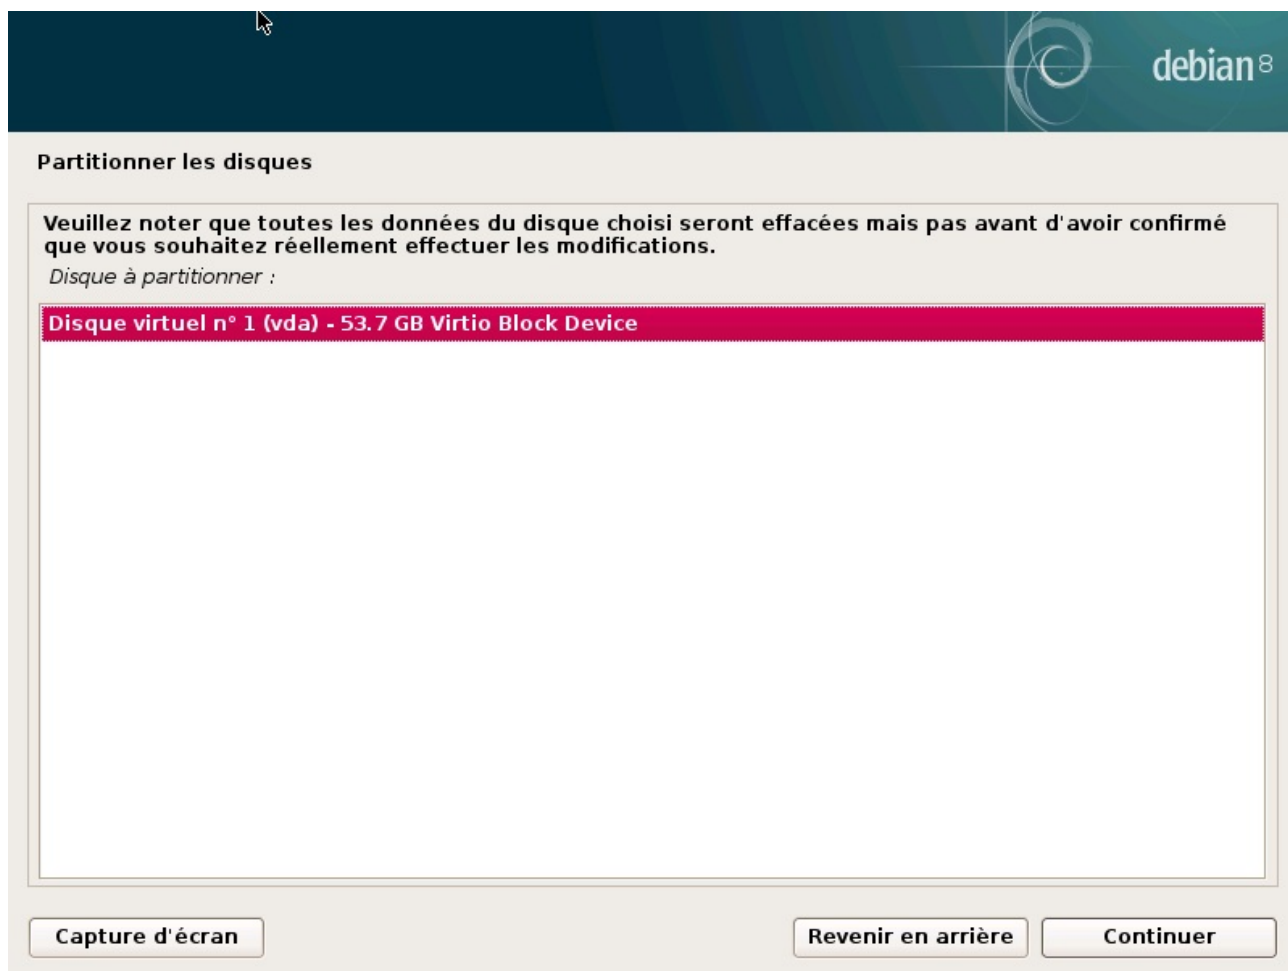 debian 8
Partitionner les disques
Veuillez noter que toutes les données du disque choisi seront effacées mais pas avant d'avoir confirmé
que vous souhaitez réellement effectuer les modifications.
Disque à partitionner :
Disque virtuel n° 1 (vda) - 53.7 GB Virtio Block Device
Capture d'écran
Revenir en arrière
Continuer